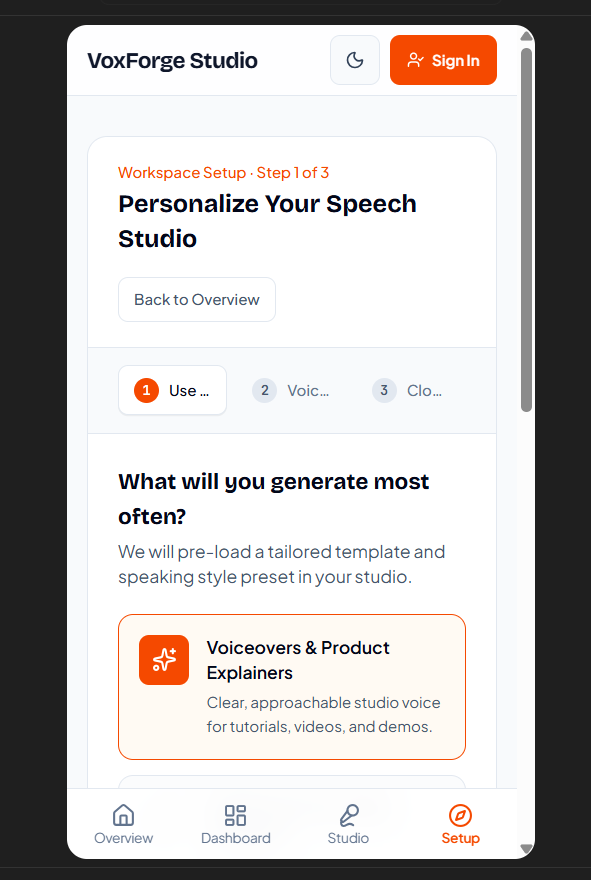 VoxForge Studio
Sign In
Workspace Setup · Step 1 of 3
Personalize Your Speech
Studio
Back to Overview
1 Use ...
2 Voic...
3 Clo...
What will you generate most
often?
We will pre-load a tailored template and
speaking style preset in your studio.
Voiceovers & Product
Explainers
Clear, approachable studio voice
for tutorials, videos, and demos.
Overview
Dashboard
Studio
Setup